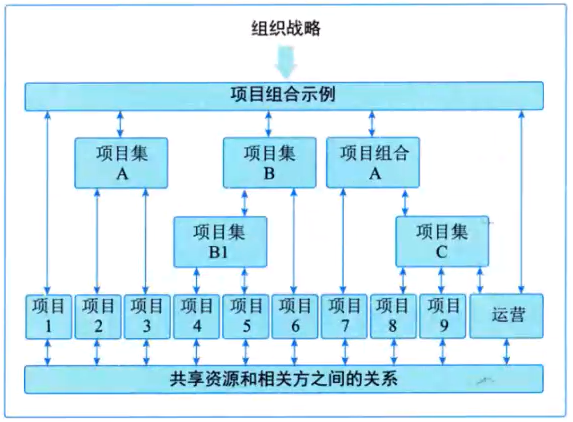 组织战略
项目组合示例
项目集
A
项目集
B
项目组合
A
项目集
B1
项目集
C
项目
1
项目
2
项目
3
项目
4
项目
5
项目
6
项目
7
项目
8
项目
9
运营
共享资源和相关方之间的关系